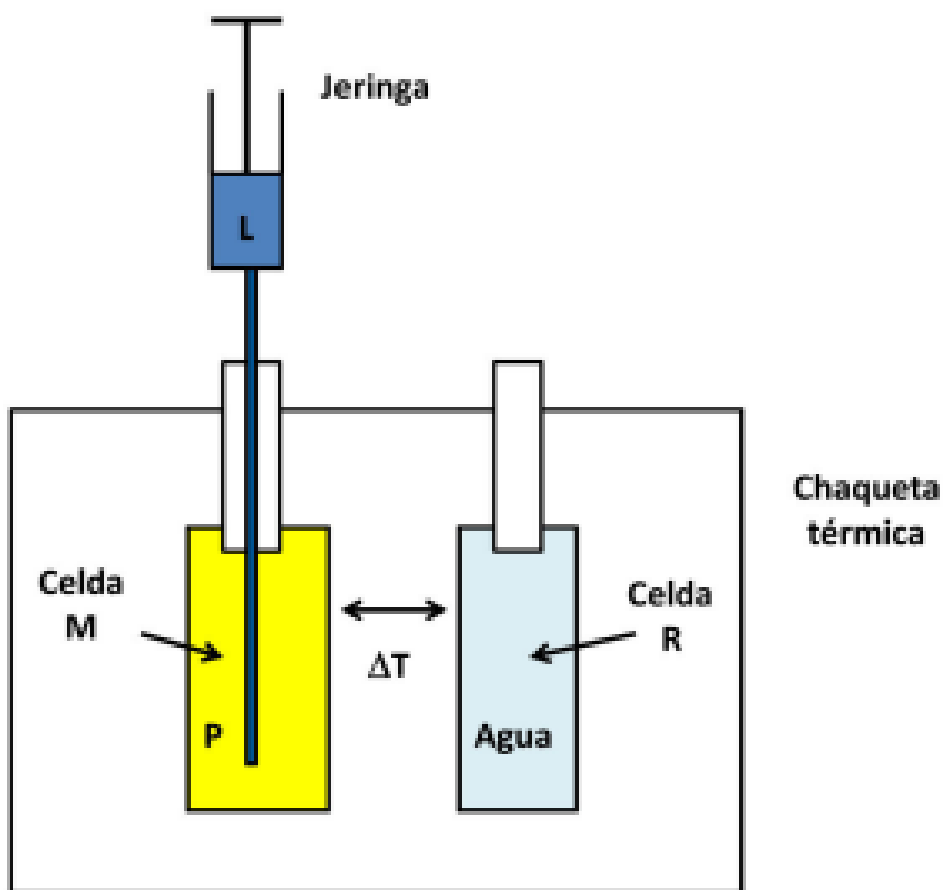 Jeringa
L
Chaqueta
térmica
Celda
M
Celda
R
ΔT
P
Agua